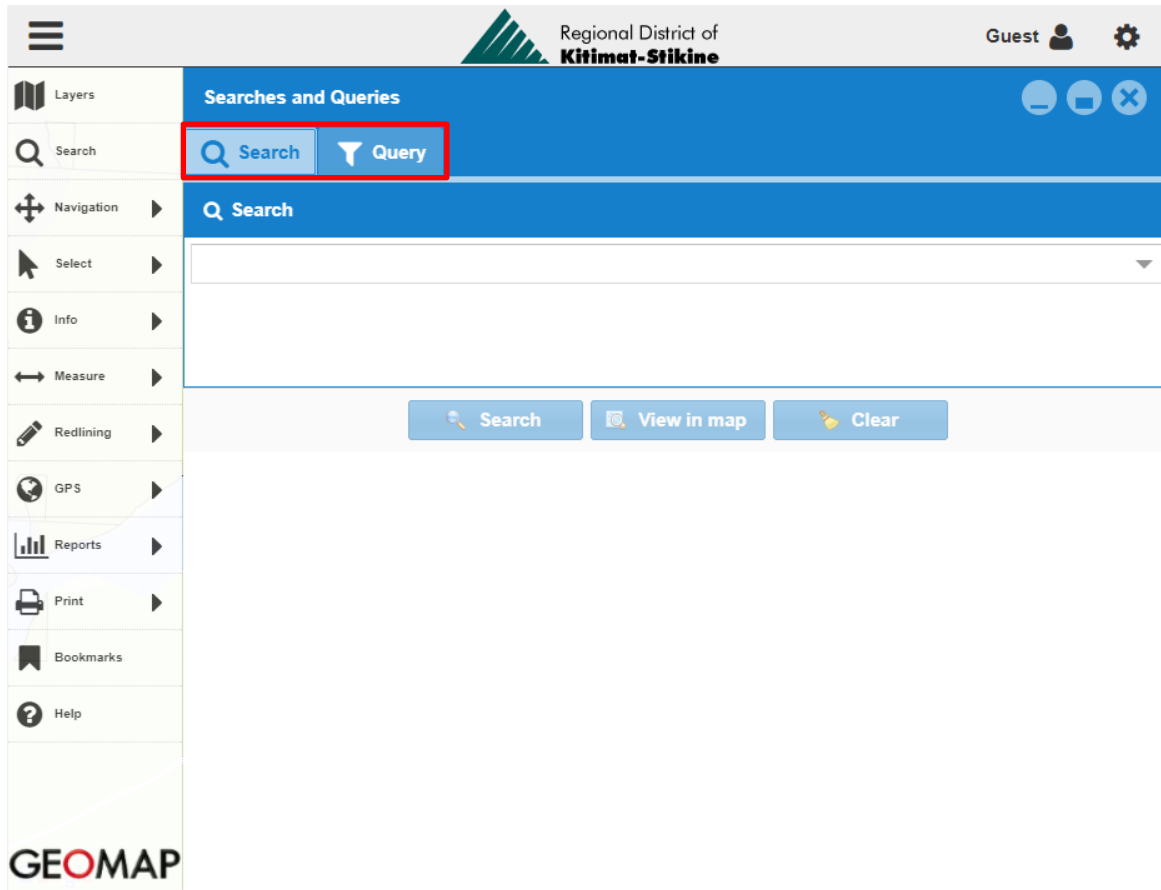 Regional District of
Kitimat-Stikine
Guest
Layers
Searches and Queries
Search
Search
Query
Navigation
Search
Select
Info
Measure
Search
View in map
Clear
Redlining
GPS
Reports
Print
Bookmarks
Help
GEOMAP